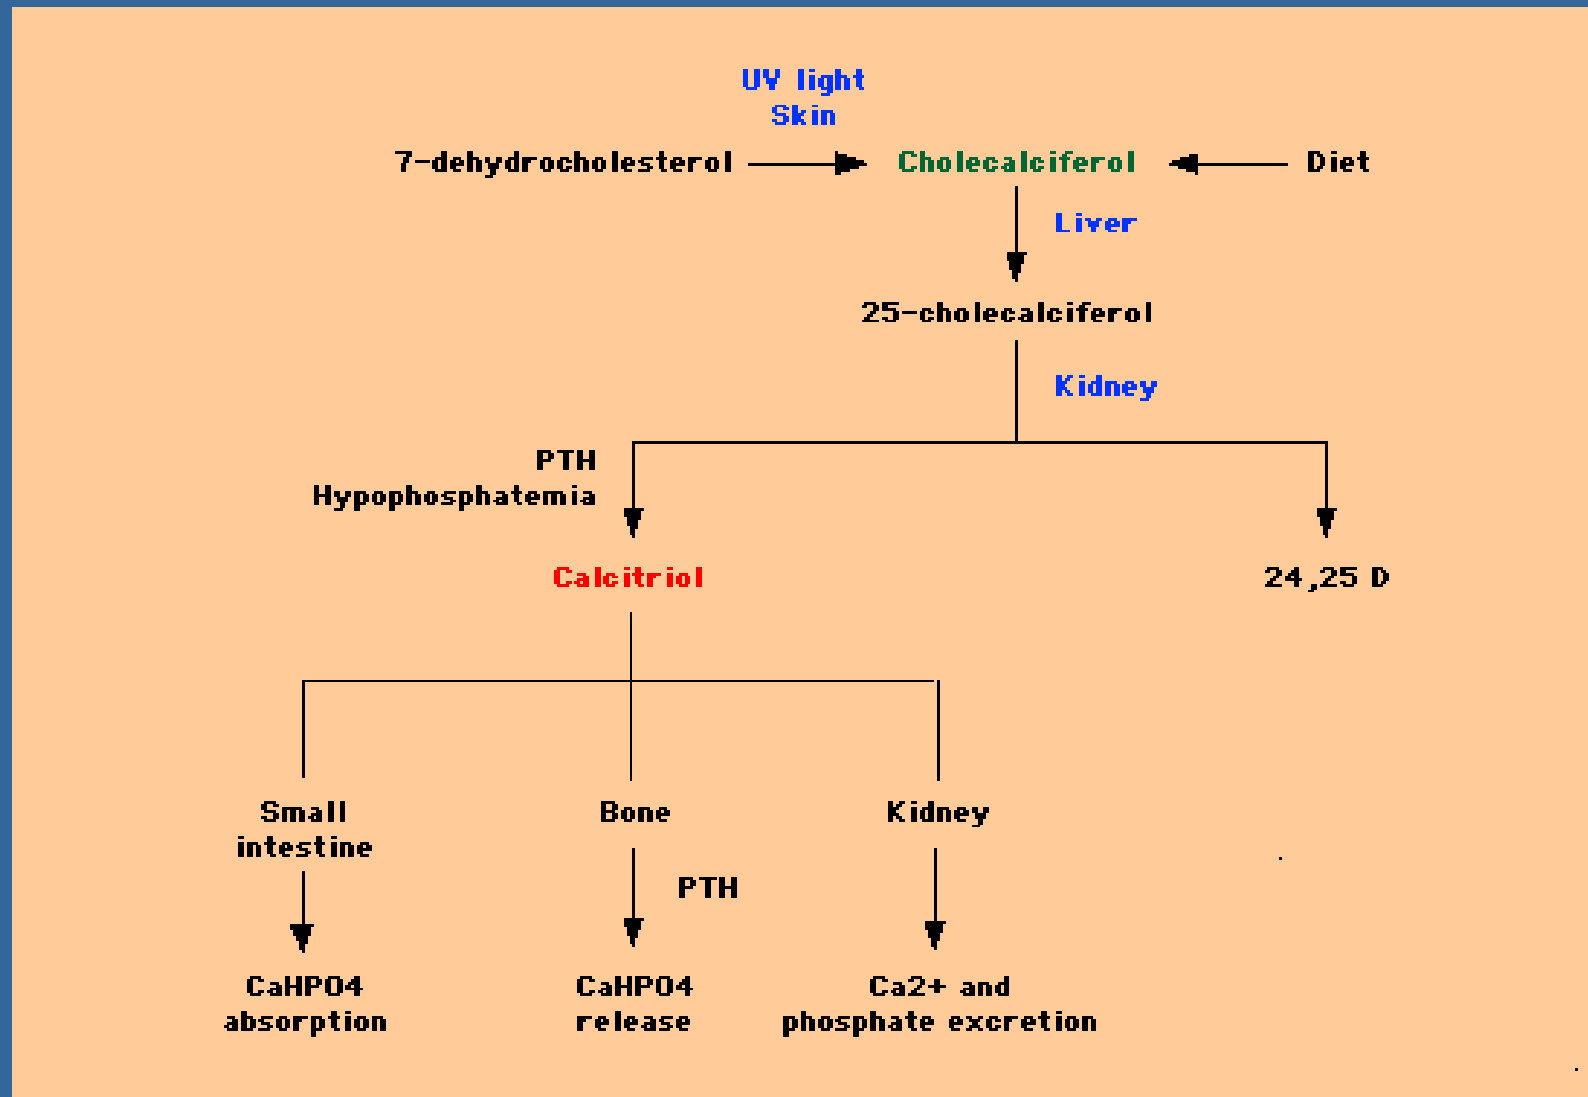 UV light
Skin
7-dehydrocholesterol
Cholecalciferol
Diet
Liver
25-cholecalciferol
Kidney
PTH
Hypophosphatemia
Calcitriol
24,25 D
Small
intestine
Bone
Kidney
PTH
CaHPO4
absorption
CaHPO4
release
Ca2+ and
phosphate excretion